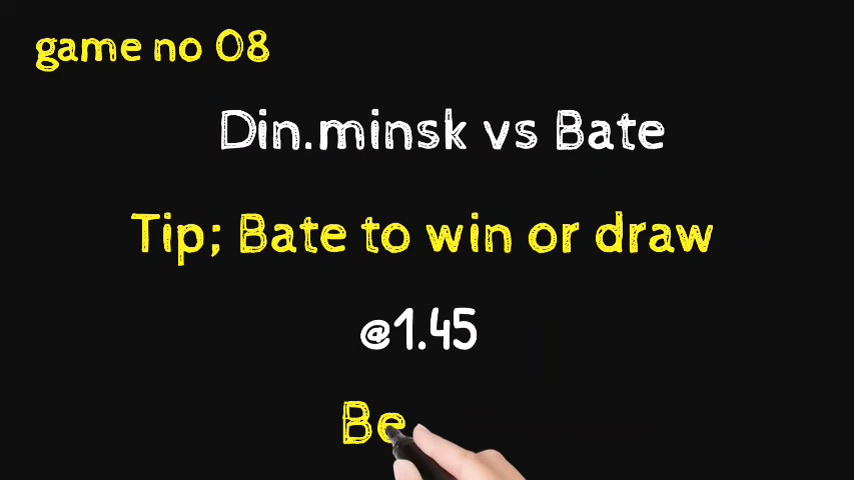 game no 08
Din.minsk vs Bate
Tip; Bate to win or draw
@1.45
Be